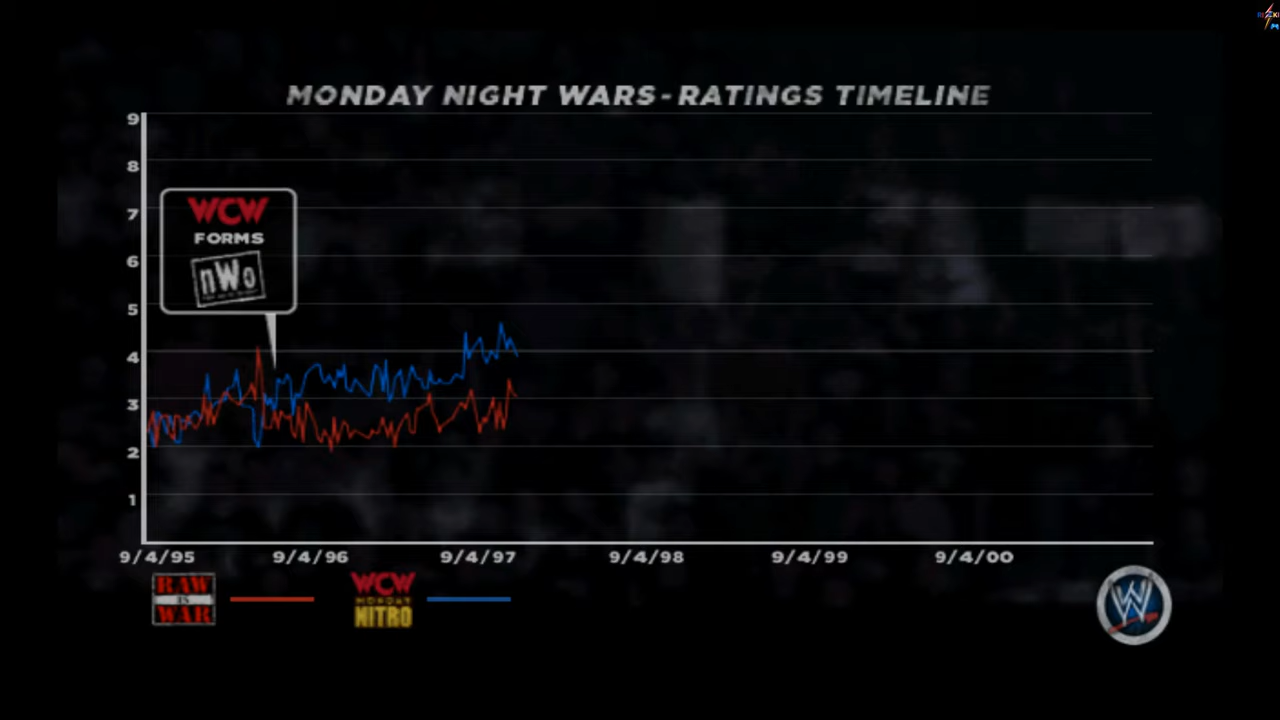 MONDAY NIGHT WARS - RATINGS TIMELINE
9
8
7
6
5
4
3
2
1
WCW
FORMS
nWo
9/4/95 9/4/96 9/4/97 9/4/98 9/4/99 9/4/00
RAW
IS
WAR
WCW
MONDAY
NITRO
W